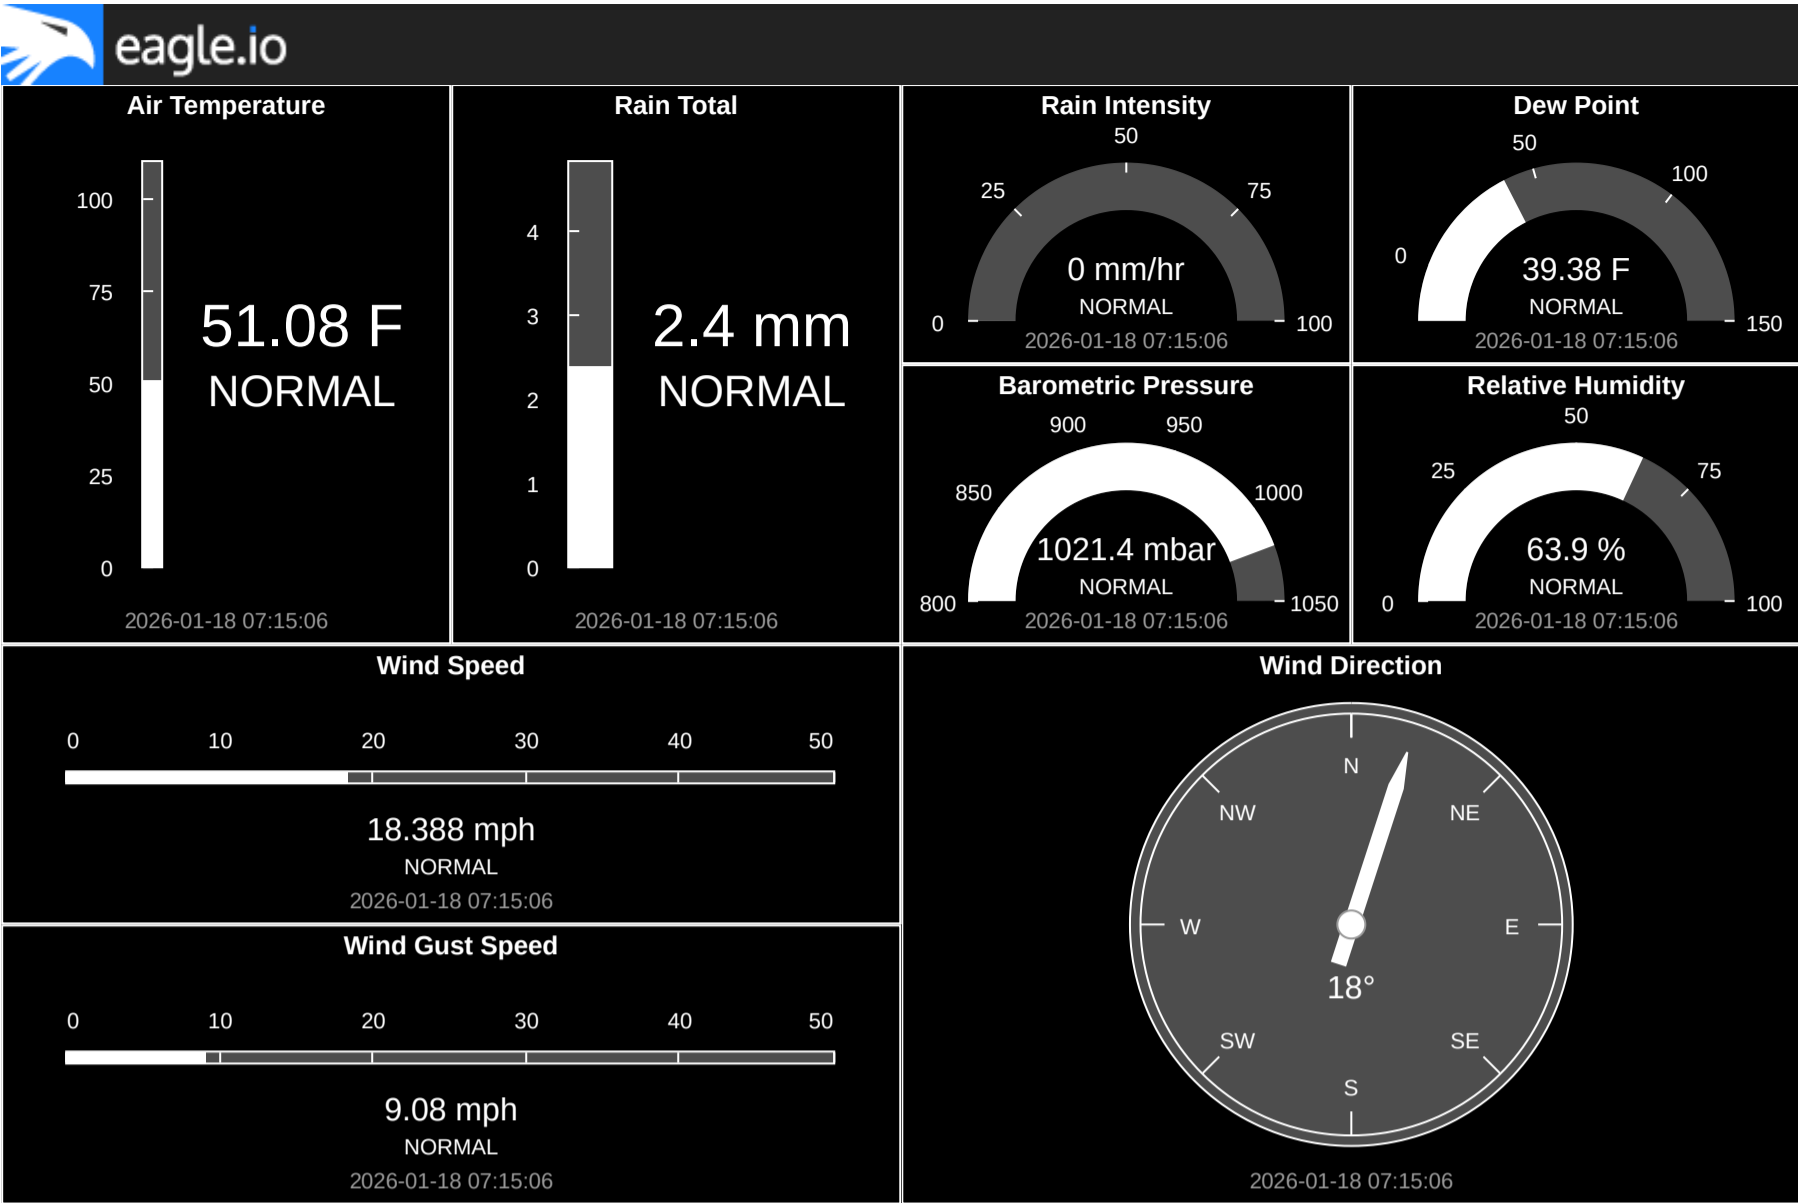 eagle.io
Air Temperature
100
75
50
25
0
51.08 F
NORMAL
2026-01-18 07:15:06
Rain Total
4
3
2
1
0
2.4 mm
NORMAL
2026-01-18 07:15:06
Rain Intensity
0
25
50
75
100
0 mm/hr
NORMAL
2026-01-18 07:15:06
Dew Point
0
50
100
150
39.38 F
NORMAL
2026-01-18 07:15:06
Barometric Pressure
800
850
900
950
1000
1050
1021.4 mbar
NORMAL
2026-01-18 07:15:06
Relative Humidity
0
25
50
75
100
63.9 %
NORMAL
2026-01-18 07:15:06
Wind Speed
0 10 20 30 40 50
18.388 mph
NORMAL
2026-01-18 07:15:06
Wind Gust Speed
0 10 20 30 40 50
9.08 mph
NORMAL
2026-01-18 07:15:06
Wind Direction
N
NW NE
W E
18°
SW SE
S
2026-01-18 07:15:06